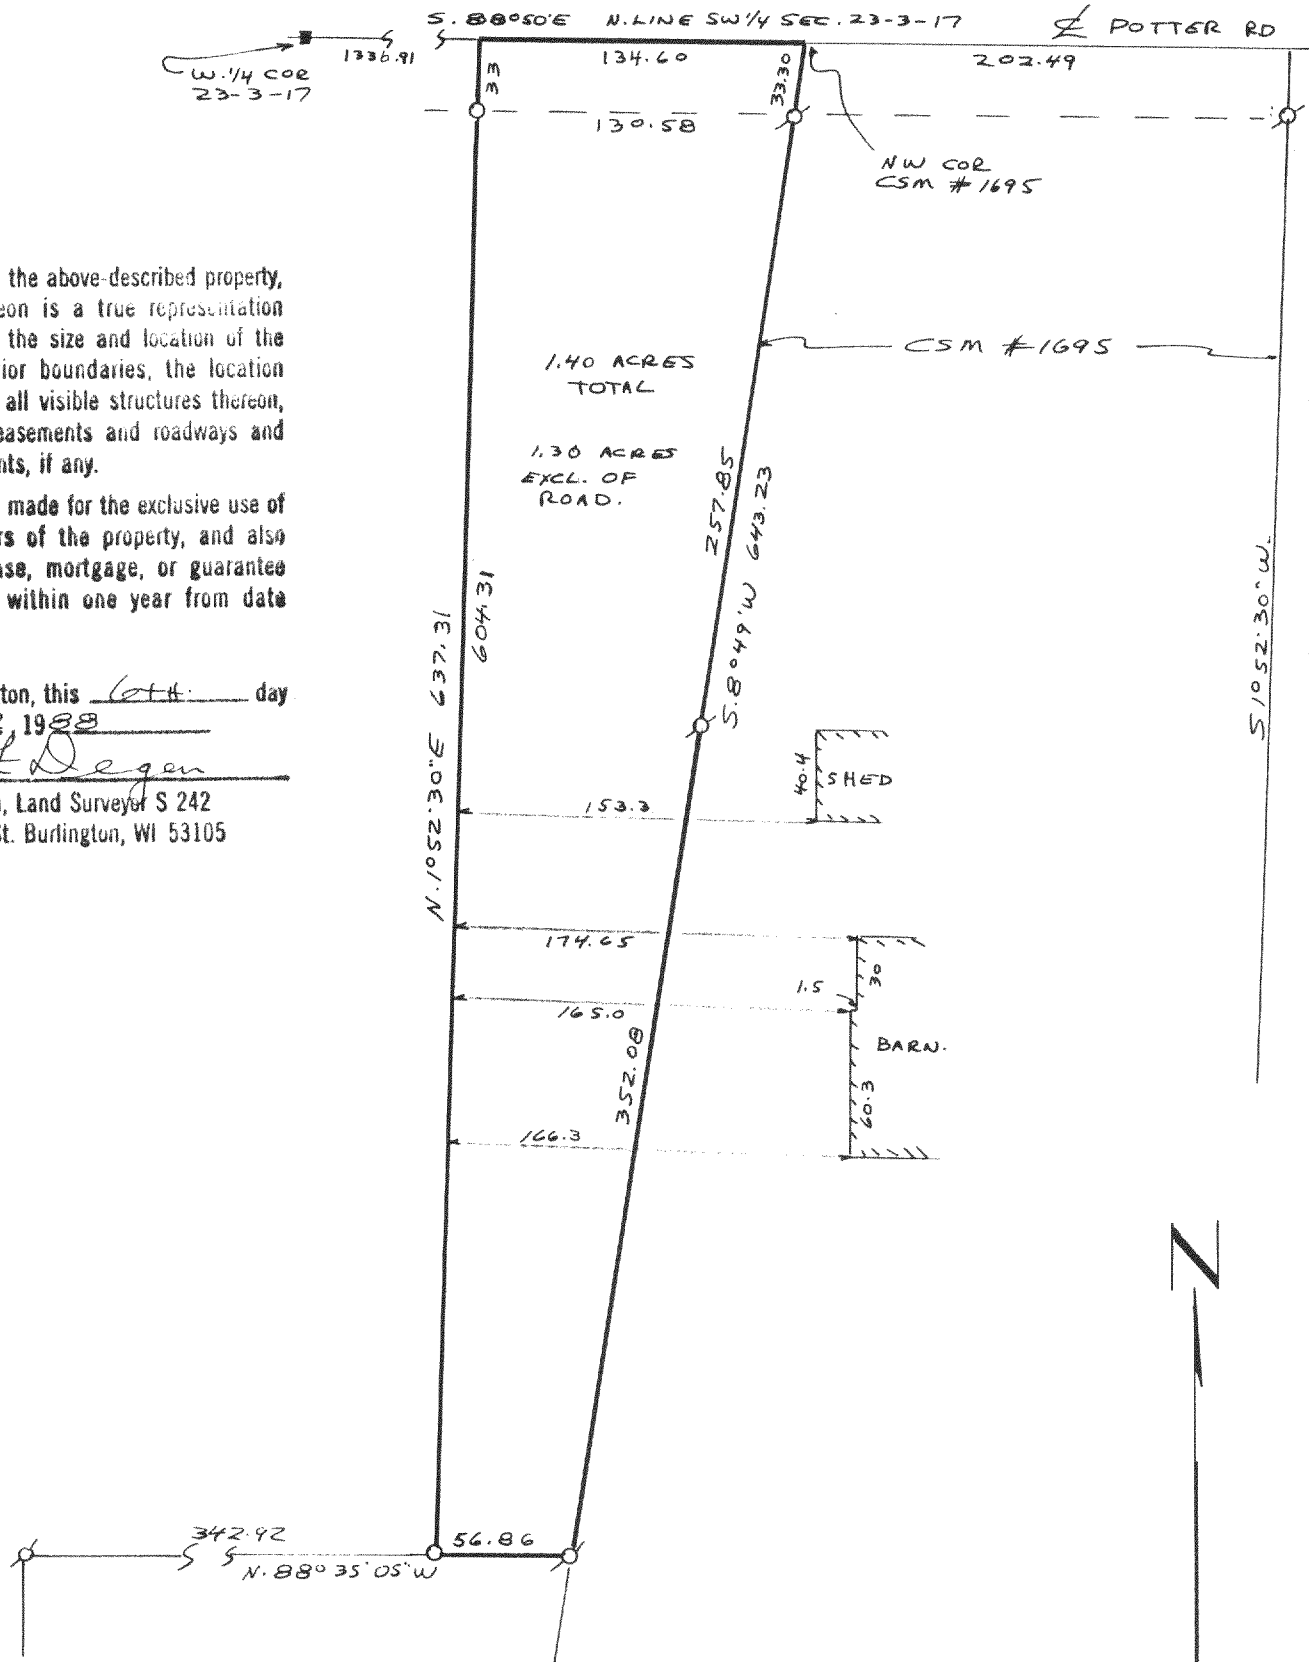 S. 88°50'E N. LINE SW 1/4 SEC. 23-3-17
℄ POTTER RD
1336.91
134.60
202.49
W. 1/4 COR
23-3-17
33
33.30
130.58
NW COR
CSM # 1695
the above-described property,
eon is a true representation
the size and location of the
ior boundaries, the location
all visible structures thereon,
easements and roadways and
nts, if any.
made for the exclusive use of
rs of the property, and also
ase, mortgage, or guarantee
within one year from date
ton, this 6TH. day
, 1988
Degen
, Land Surveyor S 242
St. Burlington, WI 53105
1.40 ACRES
TOTAL
1.30 ACRES
EXCL. OF
ROAD.
CSM # 1695
257.85
S. 8°49'W 643.23
604.31
N. 1°52'30"E 637.31
S 1°52'30"W.
40.4
SHED
153.3
174.65
30
1.5
165.0
BARN.
352.08
60.3
166.3
N
342.92
56.86
N. 88°35'05"W